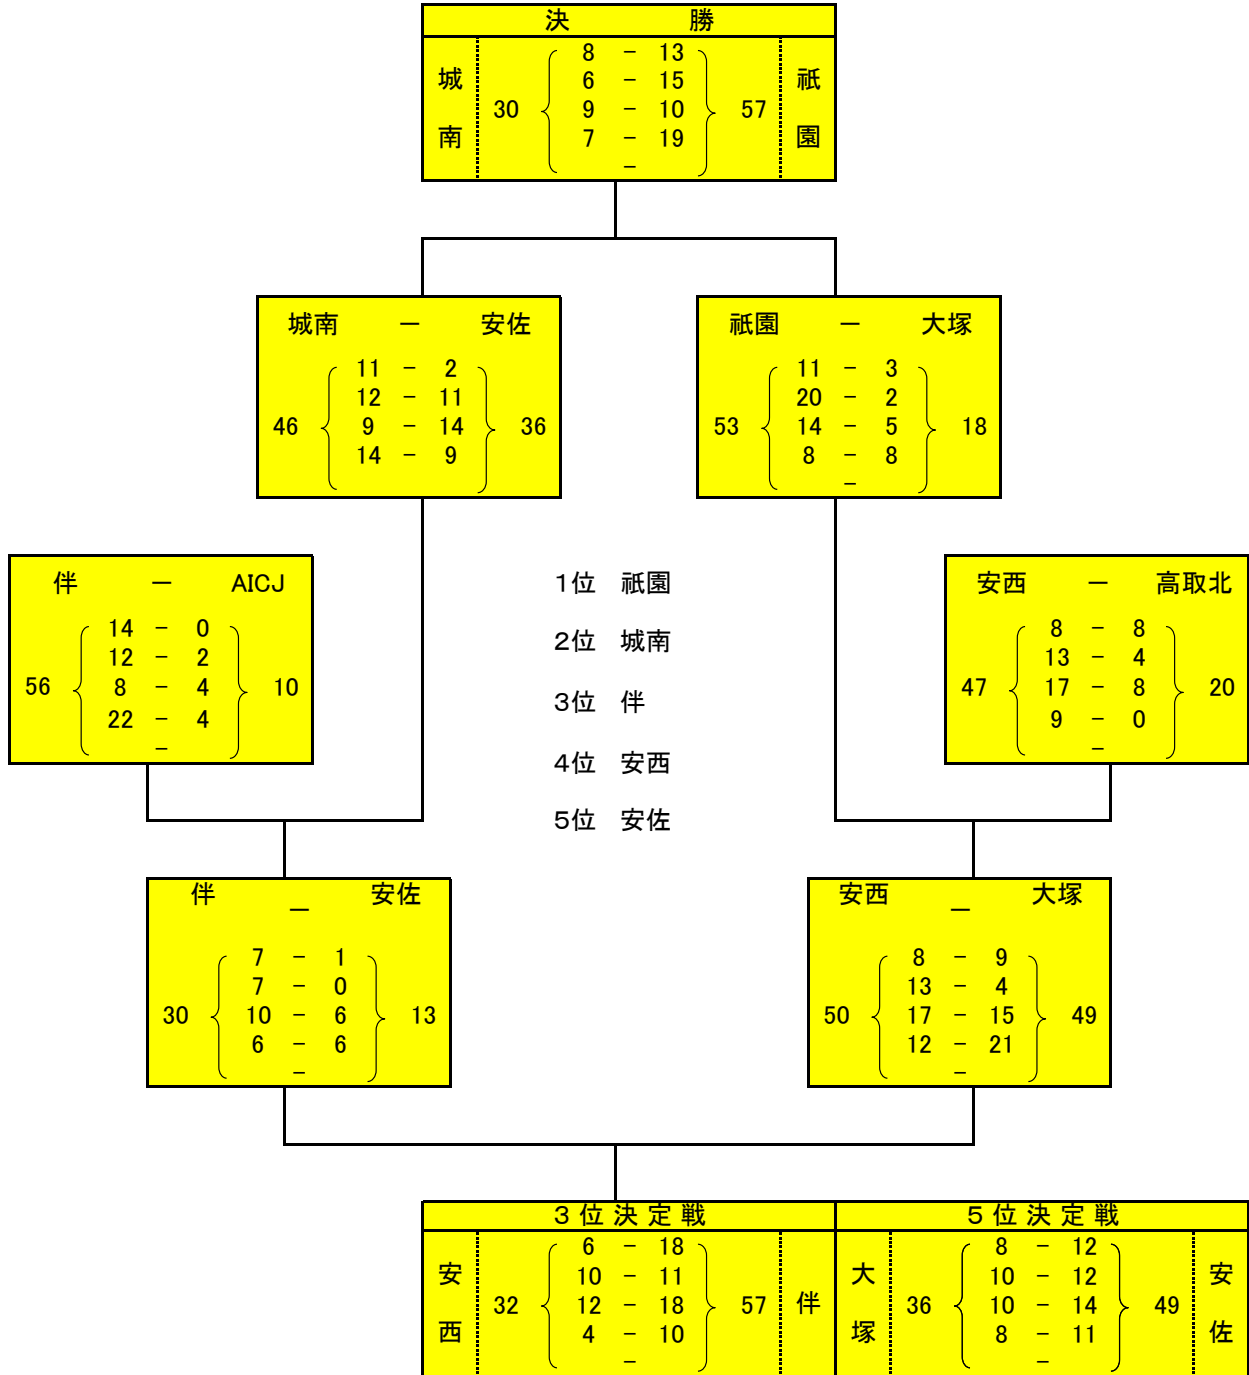 決 勝
城南 30 57 祇園
8 - 13
6 - 15
9 - 10
7 - 19
-
城南 － 安佐
46 36
11 - 2
12 - 11
9 - 14
14 - 9
祇園 － 大塚
53 18
11 - 3
20 - 2
14 - 5
8 - 8
-
伴 － AICJ
56 10
14 - 0
12 - 2
8 - 4
22 - 4
-
1位 祇園
2位 城南
3位 伴
4位 安西
5位 安佐
安西 － 高取北
47 20
8 - 8
13 - 4
17 - 8
9 - 0
-
伴 － 安佐
30 13
7 - 1
7 - 0
10 - 6
6 - 6
-
安西 － 大塚
50 49
8 - 9
13 - 4
17 - 15
12 - 21
-
3 位 決 定 戦
安西 32 57 伴
6 - 18
10 - 11
12 - 18
4 - 10
-
5 位 決 定 戦
大塚 36 49 安佐
8 - 12
10 - 12
10 - 14
8 - 11
-